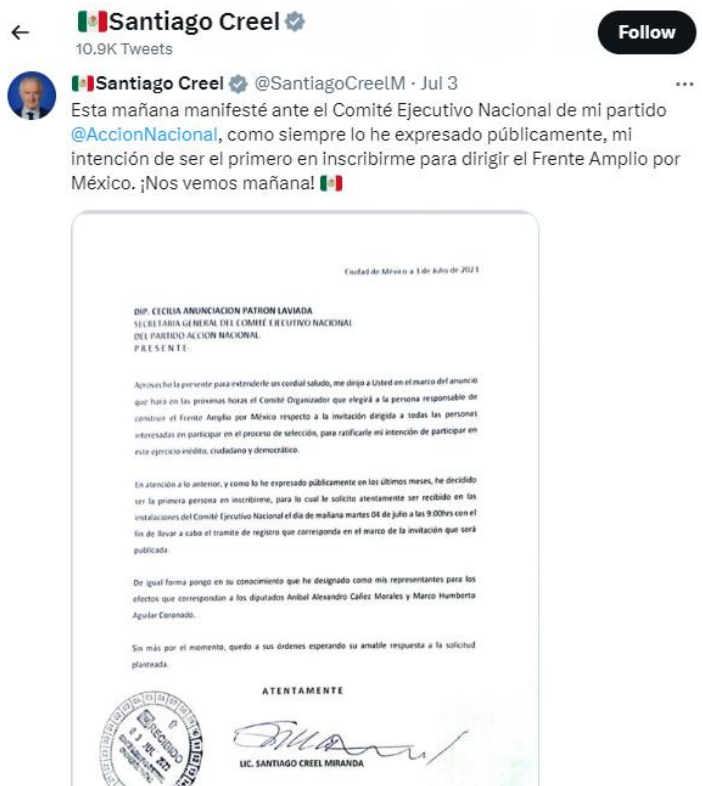 Santiago Creel
10.9K Tweets
Follow
Santiago Creel @SantiagoCreelM · Jul 3
Esta mañana manifesté ante el Comité Ejecutivo Nacional de mi partido
@AccionNacional, como siempre lo he expresado públicamente, mi
intención de ser el primero en inscribirme para dirigir el Frente Amplio por
México. ¡Nos vemos mañana!
Ciudad de México a 3 de Julio de 2023
DIP. CECILIA ANUNCIACION PATRON LAVIADA
SECRETARIA GENERAL DEL COMITÉ EJECUTIVO NACIONAL
DEL PARTIDO ACCION NACIONAL
PRESENTE.
Aprovecho la presente para extenderle un cordial saludo, me dirijo a Usted en el marco del anuncio
que hará en las próximas horas el Comité Organizador que elegirá a la persona responsable de
construir el Frente Amplio por México respecto a la invitación dirigida a todas las personas
interesadas en participar en el proceso de selección, para ratificarle mi intención de participar en
este ejercicio inédito, ciudadano y democrático.
En atención a lo anterior, y como lo he expresado públicamente en los últimos meses, he decidido
ser la primera persona en inscribirme, para lo cual le solicito atentamente ser recibido en las
instalaciones del Comité Ejecutivo Nacional el día de mañana martes 04 de julio a las 9:00hrs con el
fin de llevar a cabo el tramite de registro que corresponda en el marco de la invitación que será
publicada.
De igual forma pongo en su conocimiento que he designado como mis representantes para los
efectos que correspondan a los diputados Anibal Alexandro Cañez Morales y Marco Humberto
Aguilar Coronado.
Sin más por el momento, quedo a sus órdenes esperando su amable respuesta a la solicitud
planteada.
ATENTAMENTE
RECIBIDO
03 JUL 2023
LIC. SANTIAGO CREEL MIRANDA